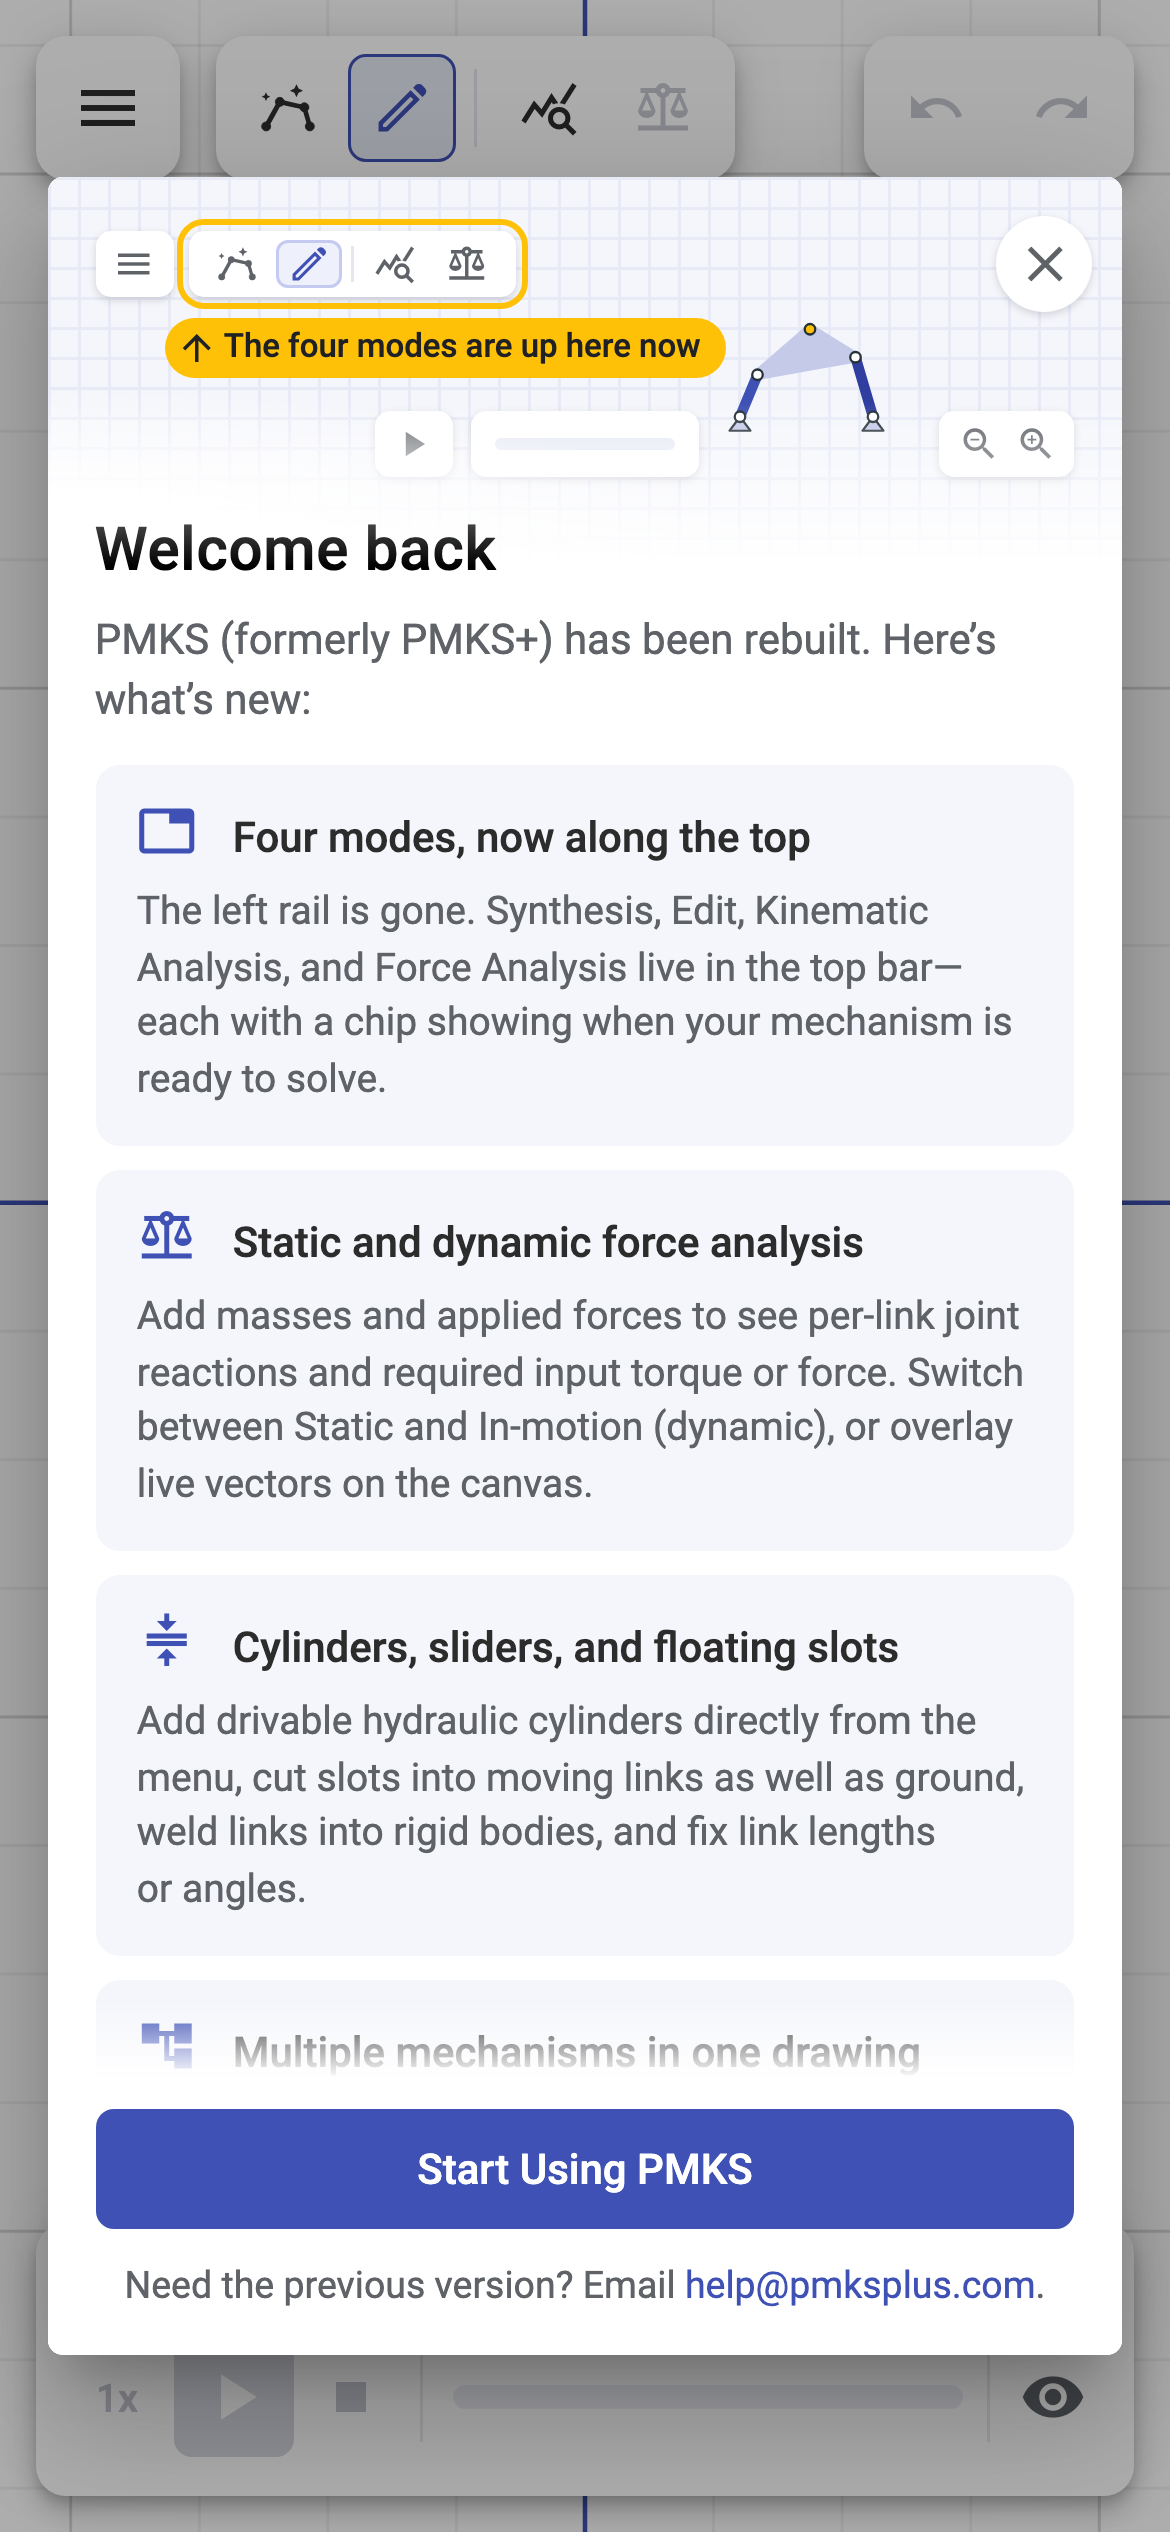 The four modes are up here now
Welcome back
PMKS (formerly PMKS+) has been rebuilt. Here’s
what’s new:
Four modes, now along the top
The left rail is gone. Synthesis, Edit, Kinematic
Analysis, and Force Analysis live in the top bar—
each with a chip showing when your mechanism is
ready to solve.
Static and dynamic force analysis
Add masses and applied forces to see per-link joint
reactions and required input torque or force. Switch
between Static and In-motion (dynamic), or overlay
live vectors on the canvas.
Cylinders, sliders, and floating slots
Add drivable hydraulic cylinders directly from the
menu, cut slots into moving links as well as ground,
weld links into rigid bodies, and fix link lengths
or angles.
Multiple mechanisms in one drawing
Start Using PMKS
Need the previous version? Email help@pmksplus.com.
1x